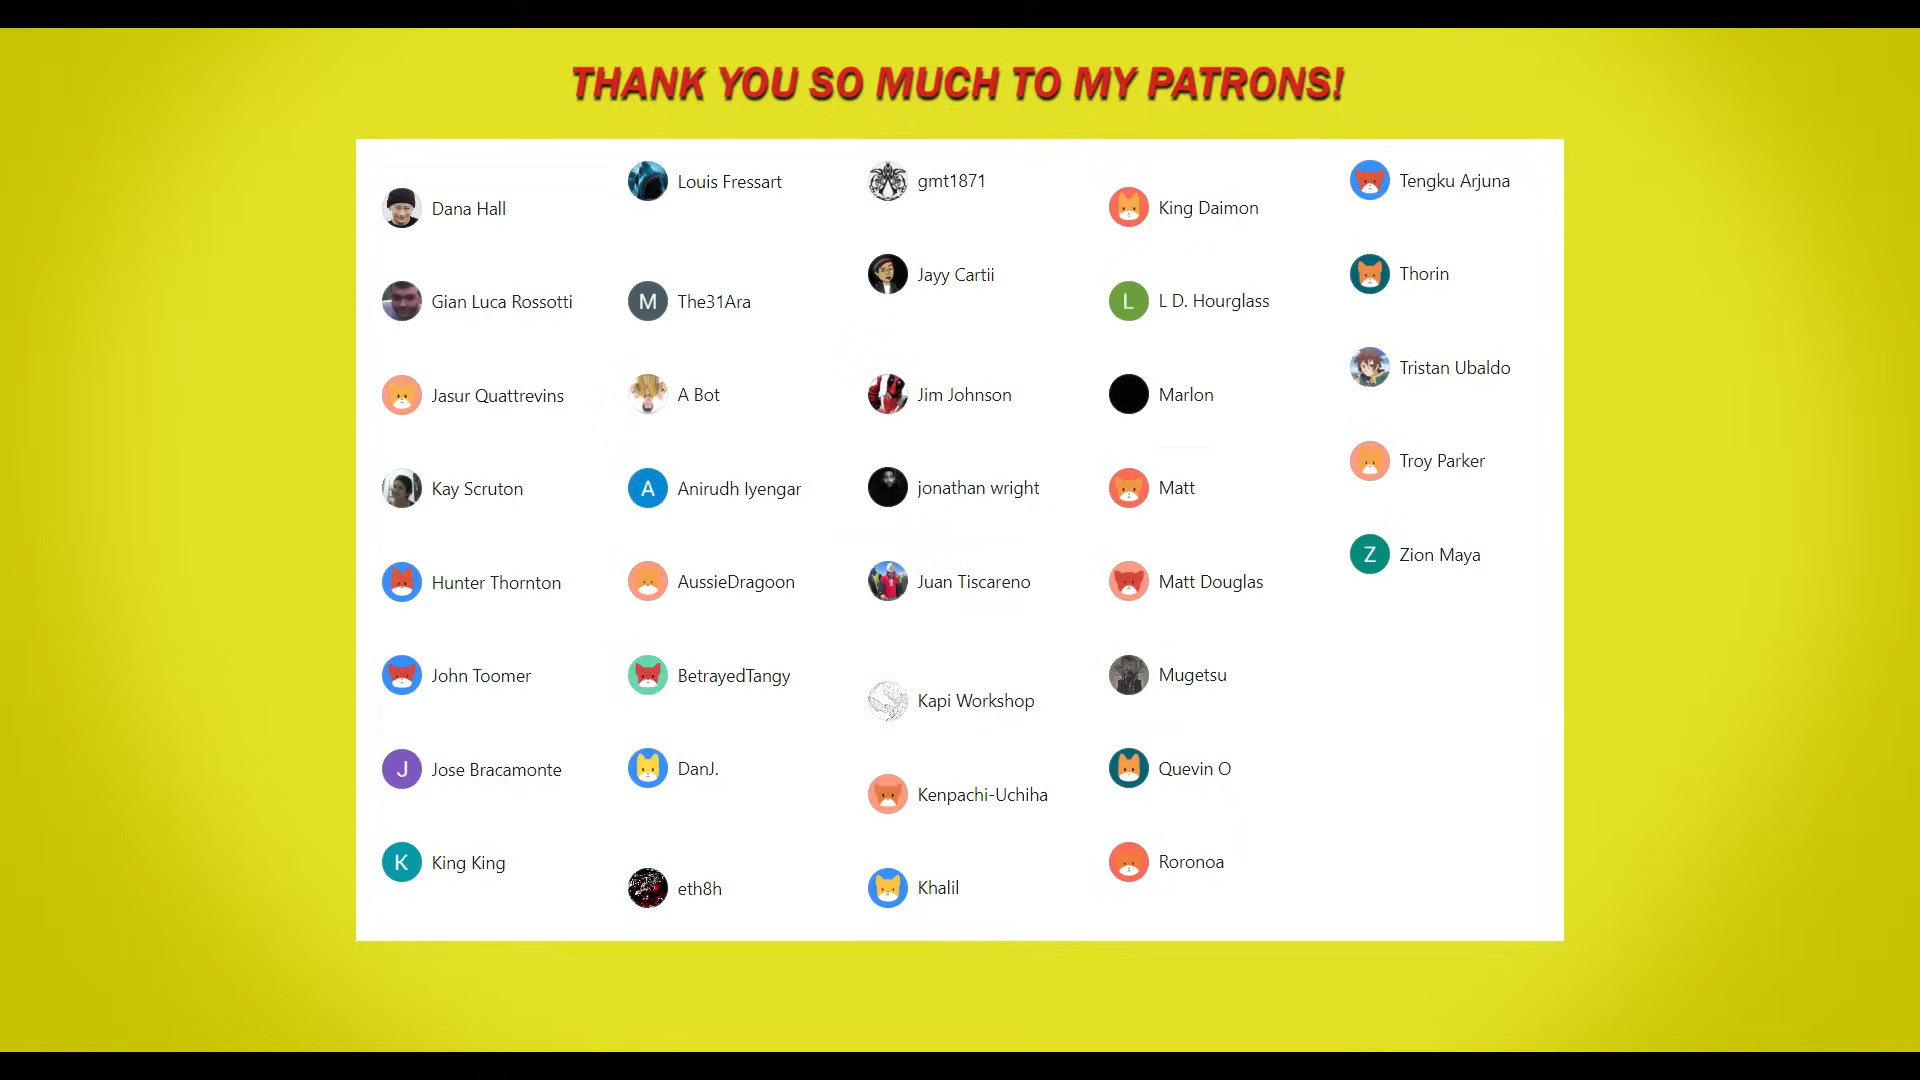 THANK YOU SO MUCH TO MY PATRONS!
Dana Hall
Gian Luca Rossotti
Jasur Quattrevins
Kay Scruton
Hunter Thornton
John Toomer
J
Jose Bracamonte
K
King King
Louis Fressart
M
The31Ara
A Bot
A
Anirudh Iyengar
AussieDragoon
BetrayedTangy
DanJ.
eth8h
gmt1871
Jayy Cartii
Jim Johnson
jonathan wright
Juan Tiscareno
Kapi Workshop
Kenpachi-Uchiha
Khalil
King Daimon
L
L D. Hourglass
Marlon
Matt
Matt Douglas
Mugetsu
Quevin O
Roronoa
Tengku Arjuna
Thorin
Tristan Ubaldo
Troy Parker
Z
Zion Maya